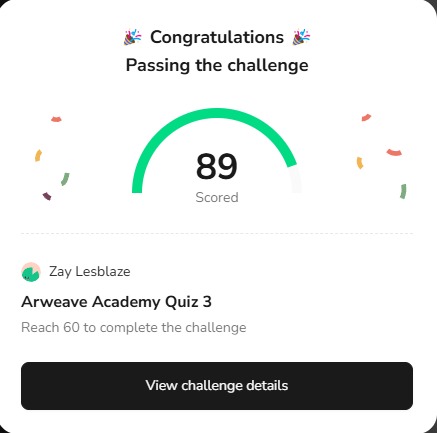 🎉 Congratulations 🎉
Passing the challenge
89
Scored
Zay Lesblaze
Arweave Academy Quiz 3
Reach 60 to complete the challenge
View challenge details